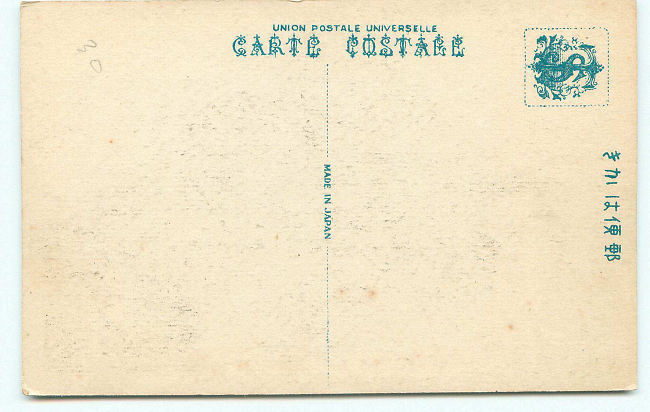 30
UNION POSTALE UNIVERSELLE
CARTE POSTALE
MADE IN JAPAN
郵便はかき